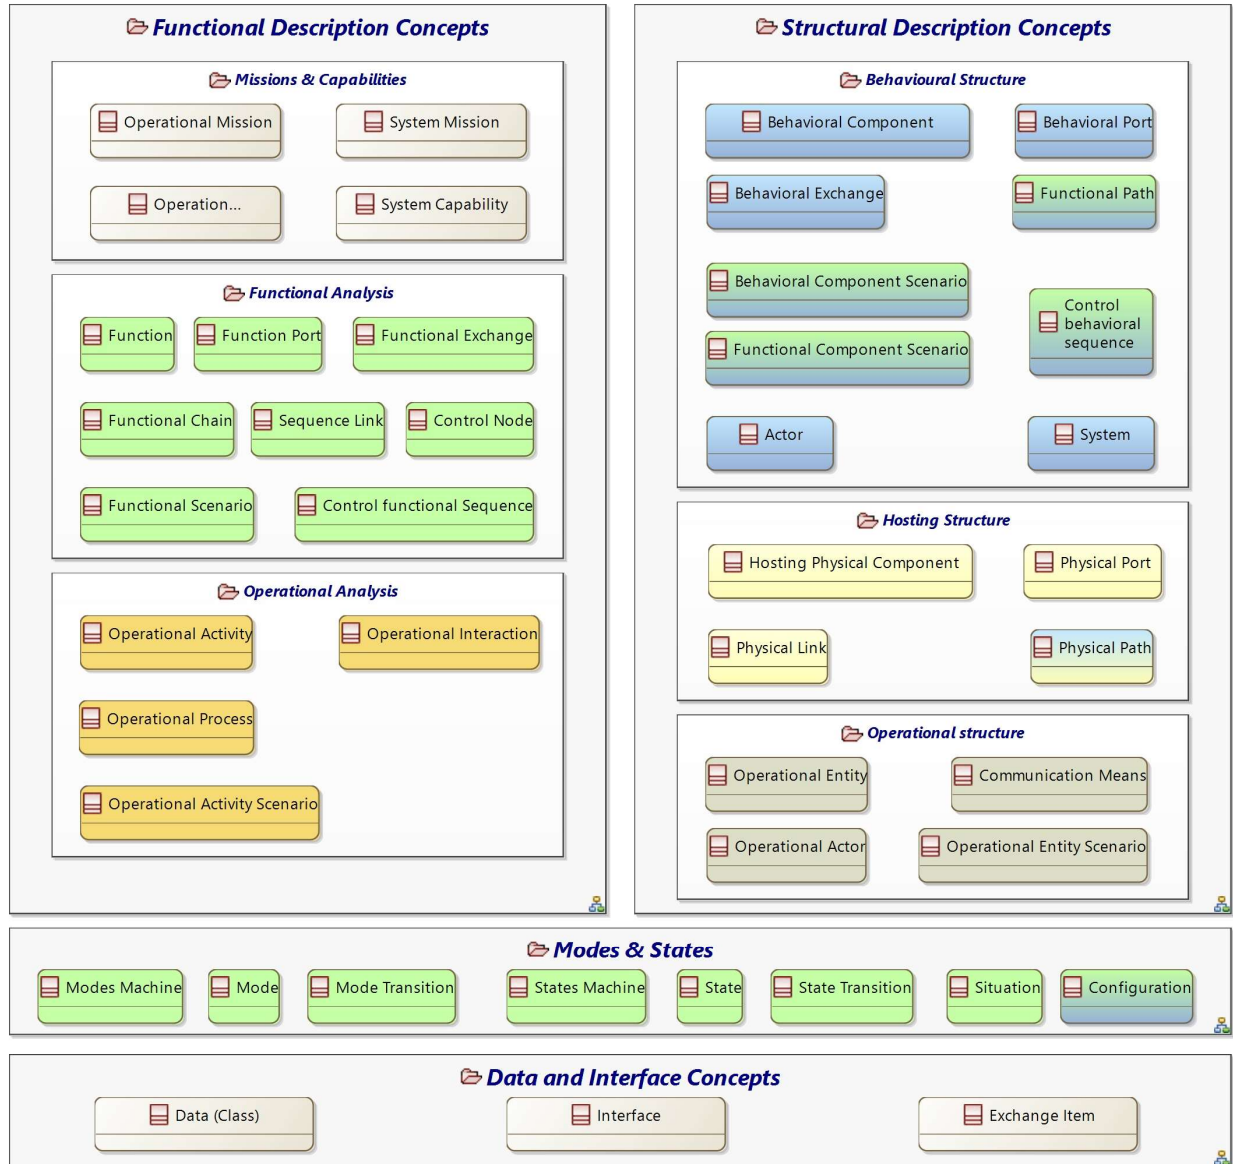 Functional Description Concepts
Missions & Capabilities
Operational Mission
System Mission
Operation...
System Capability
Functional Analysis
Function
Function Port
Functional Exchange
Functional Chain
Sequence Link
Control Node
Functional Scenario
Control functional Sequence
Operational Analysis
Operational Activity
Operational Interaction
Operational Process
Operational Activity Scenario
Structural Description Concepts
Behavioural Structure
Behavioral Component
Behavioral Port
Behavioral Exchange
Functional Path
Behavioral Component Scenario
Control
behavioral
sequence
Functional Component Scenario
Actor
System
Hosting Structure
Hosting Physical Component
Physical Port
Physical Link
Physical Path
Operational structure
Operational Entity
Communication Means
Operational Actor
Operational Entity Scenario
Modes & States
Modes Machine
Mode
Mode Transition
States Machine
State
State Transition
Situation
Configuration
Data and Interface Concepts
Data (Class)
Interface
Exchange Item